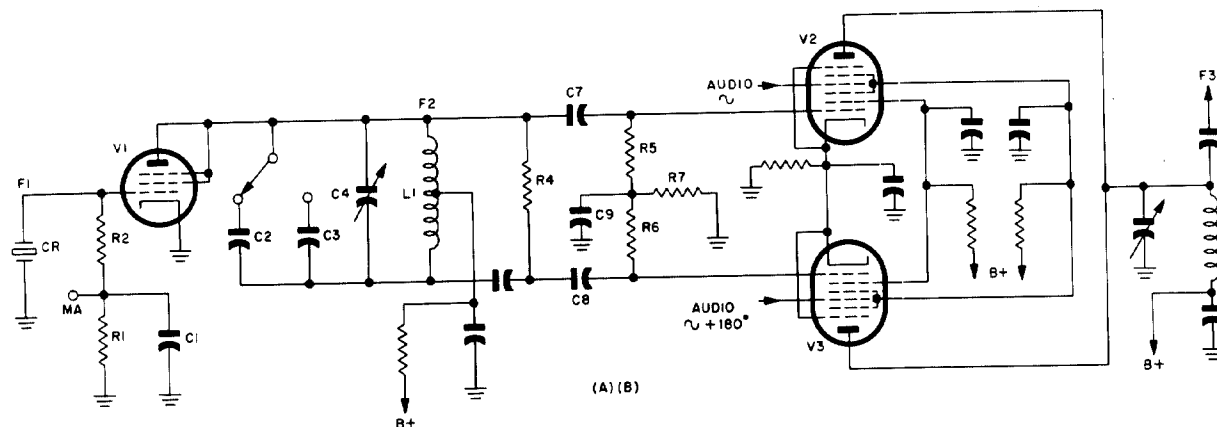 V2
F3
AUDIO
∿
C7
F2
V1
R5
F1
C4
R4
R7
L1
C9
R2
R6
CR
C2
C3
B+
C8
MA
AUDIO
∿ +180°
R1
C1
V3
B+
(A)(B)
B+